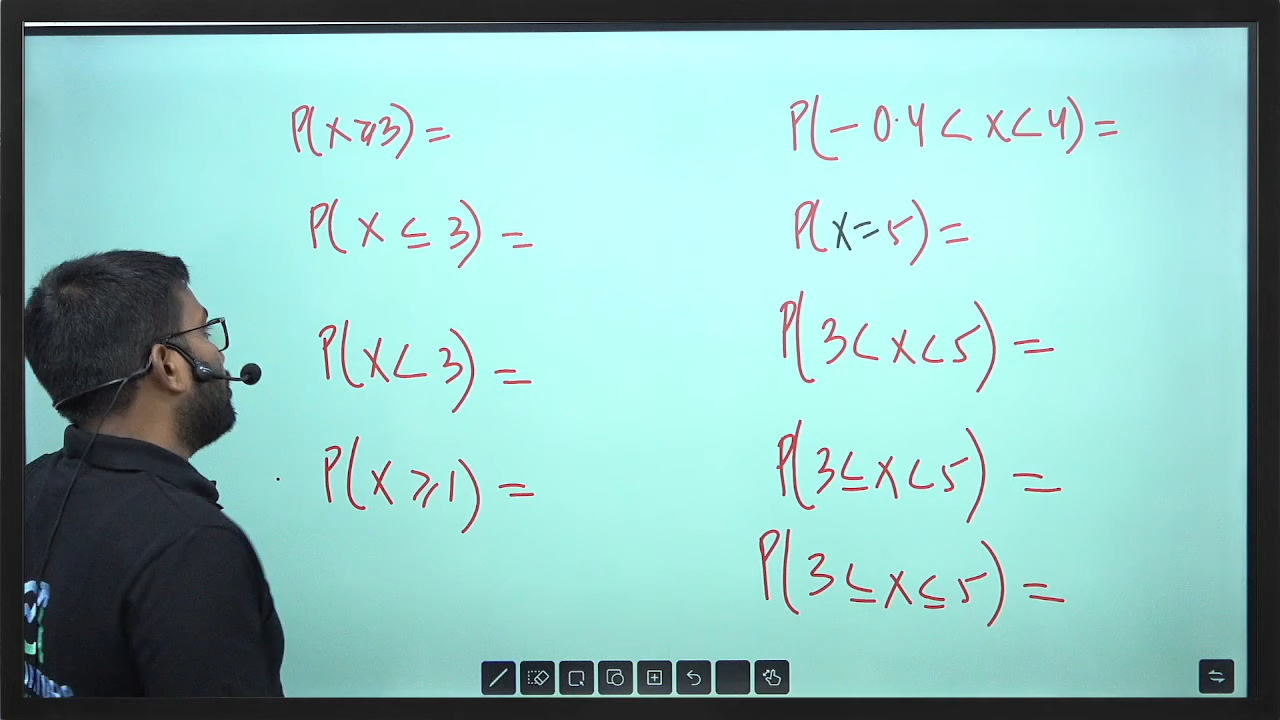 P(X⩾3) =
P(X ≤ 3) =
P(X < 3) =
P(X ⩾ 1) =
P(- 0.4 < X < 4) =
P(X=5) =
P(3 < X < 5) =
P(3 ≤ X < 5) =
P(3 ≤ X ≤ 5) =